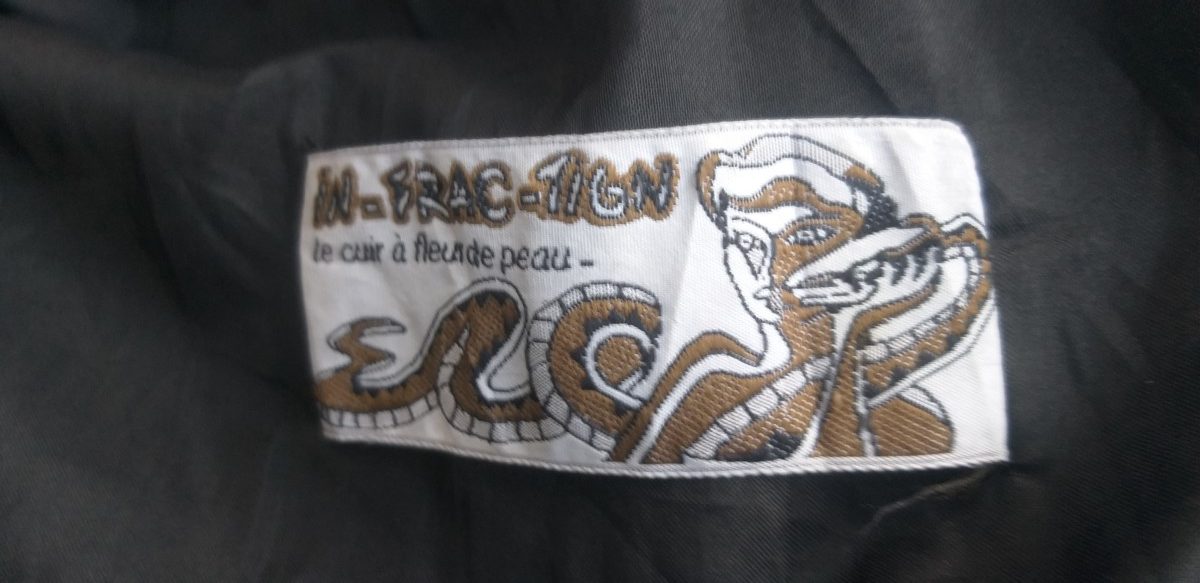 IN-FRAC-TION
le cuir à fleur de peau -